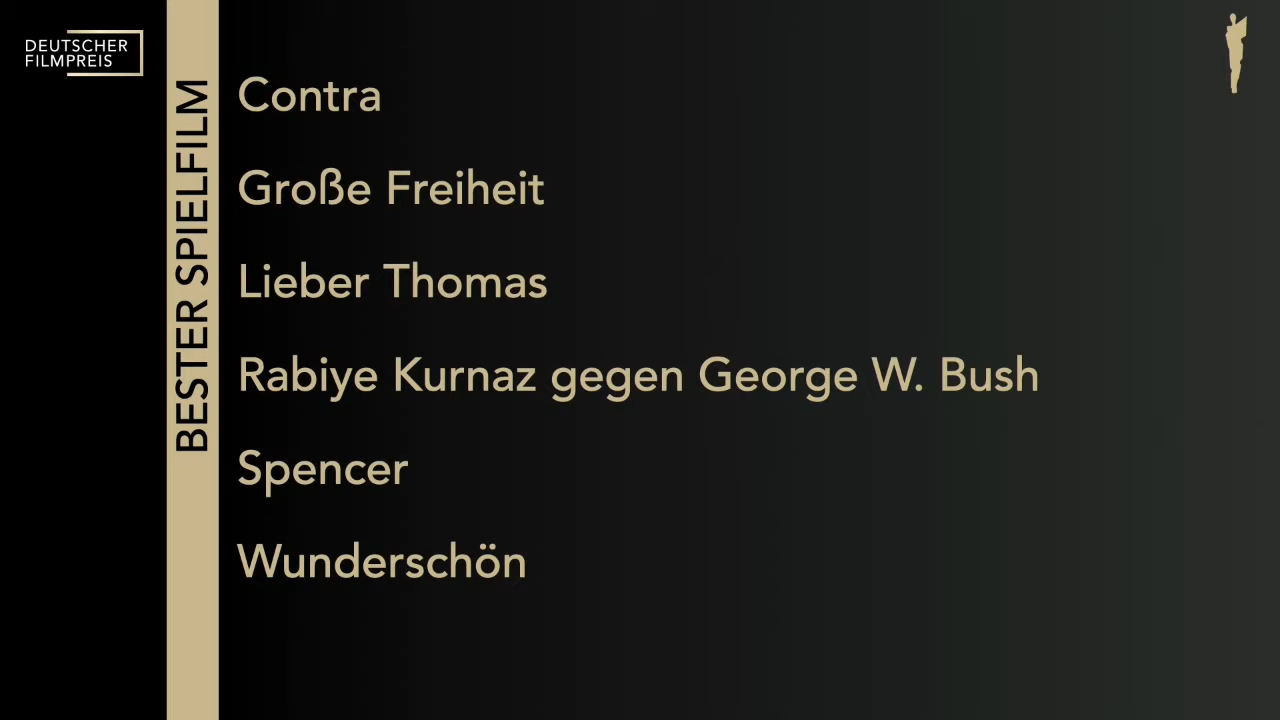 DEUTSCHER
FILMPREIS
BESTER SPIELFILM
Contra
Große Freiheit
Lieber Thomas
Rabiye Kurnaz gegen George W. Bush
Spencer
Wunderschön